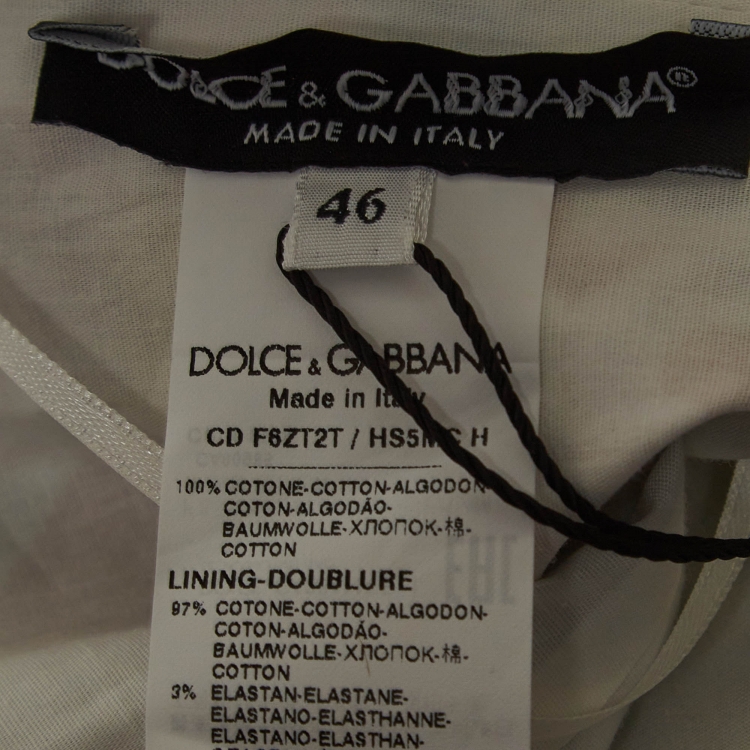 DOLCE & GABBANA®
MADE IN ITALY
46
DOLCE & GABBANA
Made in Italy
CD F6ZT2T / HS5MC H
100% COTONE-COTTON-ALGODON-
COTON-ALGODÃO-
BAUMWOLLE-ХЛОПОК-棉-
COTTON
EAC
LINING-DOUBLURE
97% COTONE-COTTON-ALGODON-
COTON-ALGODÃO-
BAUMWOLLE-ХЛОПОК-棉-
COTTON
3% ELASTAN-ELASTANE-
ELASTANO-ELASTHANNE-
ELASTANO-ELASTHAN-